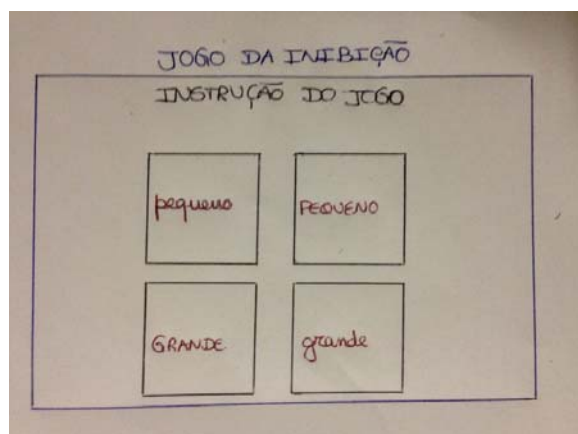 JOGO DA INIBIÇÃO
INSTRUÇÃO DO JOGO
pequeno PEQUENO
GRANDE grande